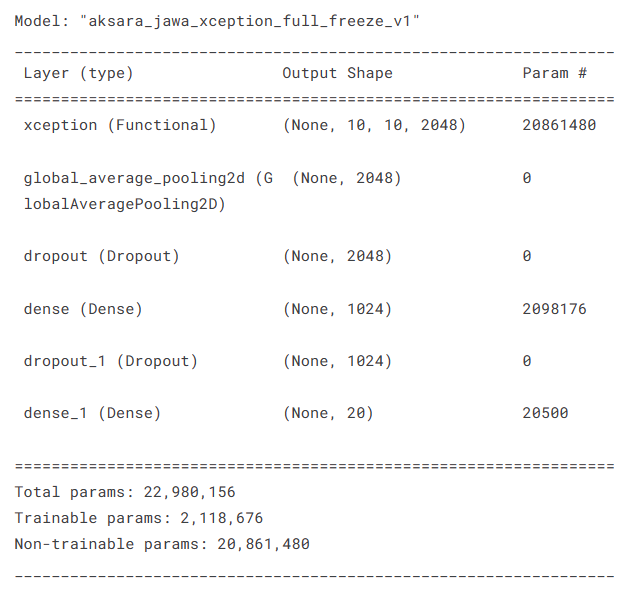 Model: "aksara_jawa_xception_full_freeze_v1"
_________________________________________________________________
Layer (type) Output Shape Param #
=================================================================
xception (Functional) (None, 10, 10, 2048) 20861480
global_average_pooling2d (G (None, 2048) 0
lobalAveragePooling2D)
dropout (Dropout) (None, 2048) 0
dense (Dense) (None, 1024) 2098176
dropout_1 (Dropout) (None, 1024) 0
dense_1 (Dense) (None, 20) 20500
=================================================================
Total params: 22,980,156
Trainable params: 2,118,676
Non-trainable params: 20,861,480
_________________________________________________________________